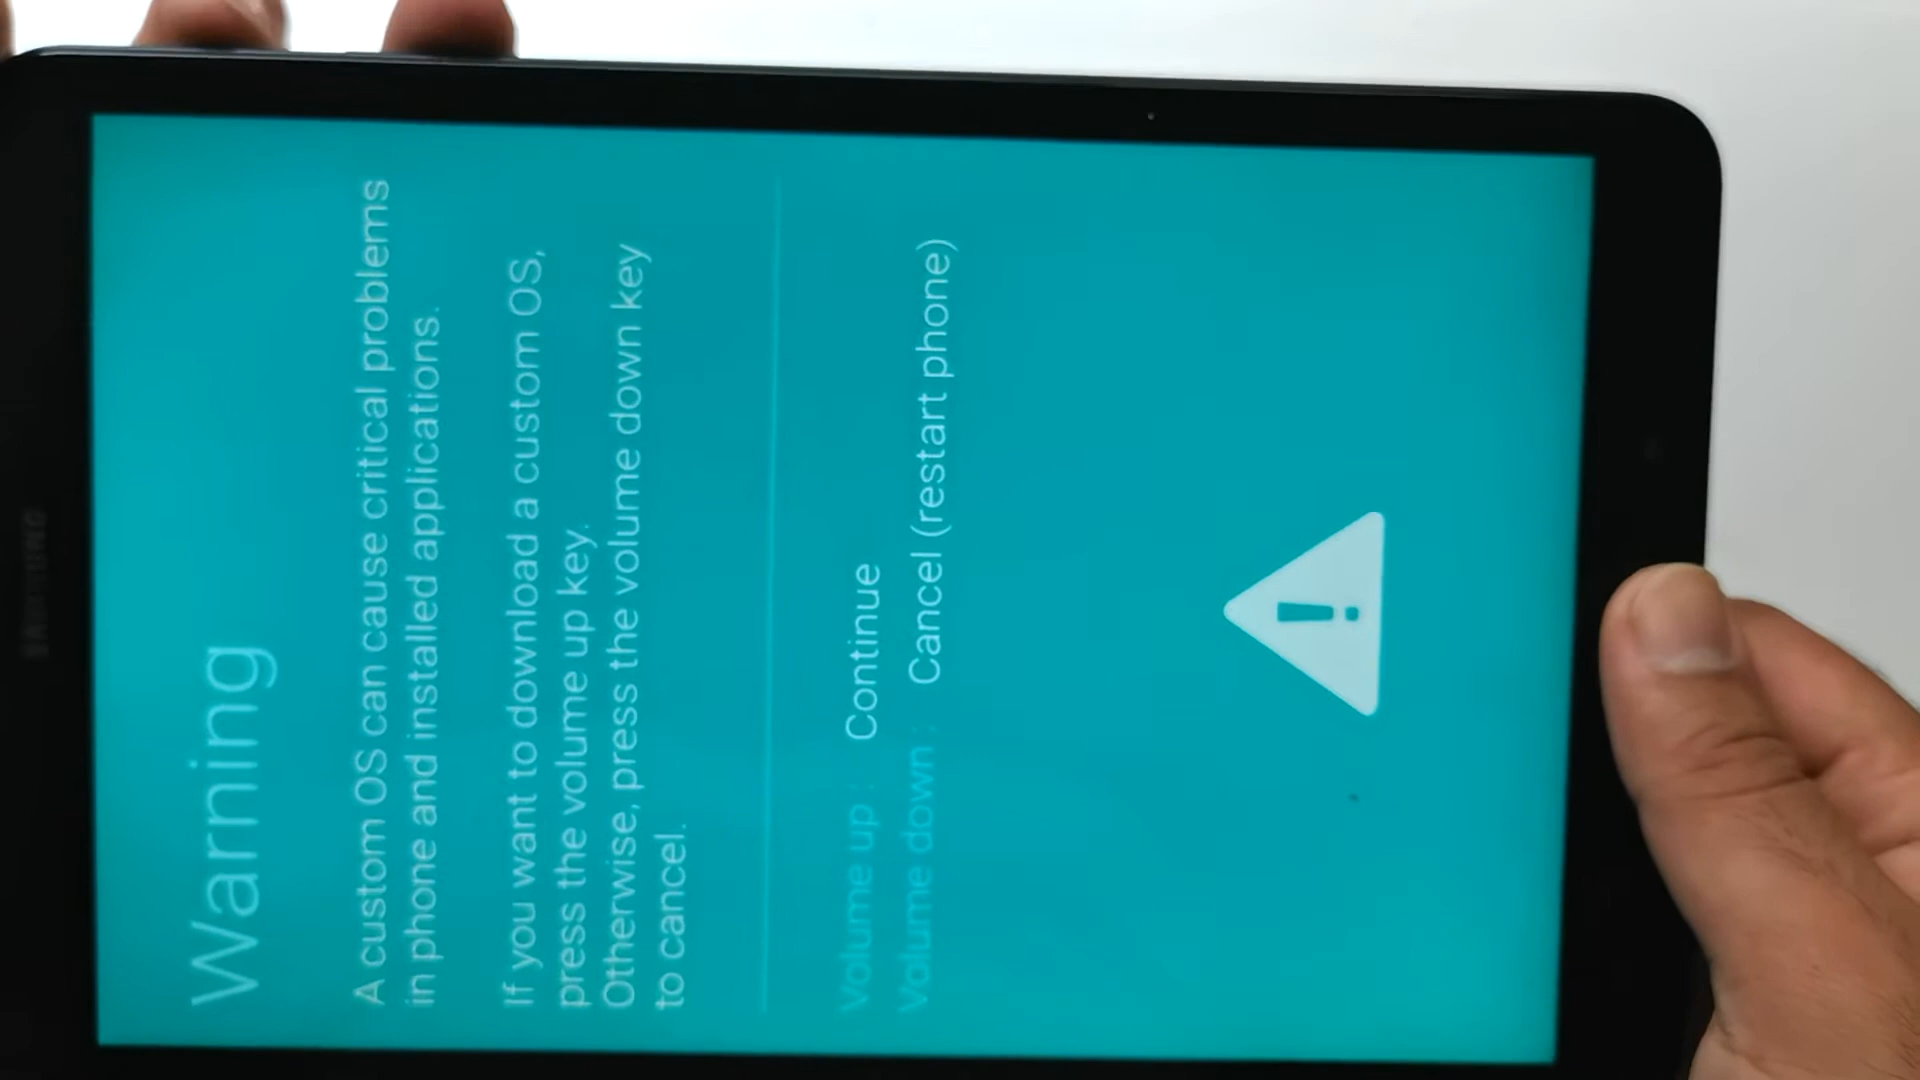 SAMSUNG
Warning
A custom OS can cause critical problems
in phone and installed applications.
If you want to download a custom OS,
press the volume up key.
Otherwise, press the volume down key
to cancel.
Volume up : Continue
Volume down : Cancel (restart phone)